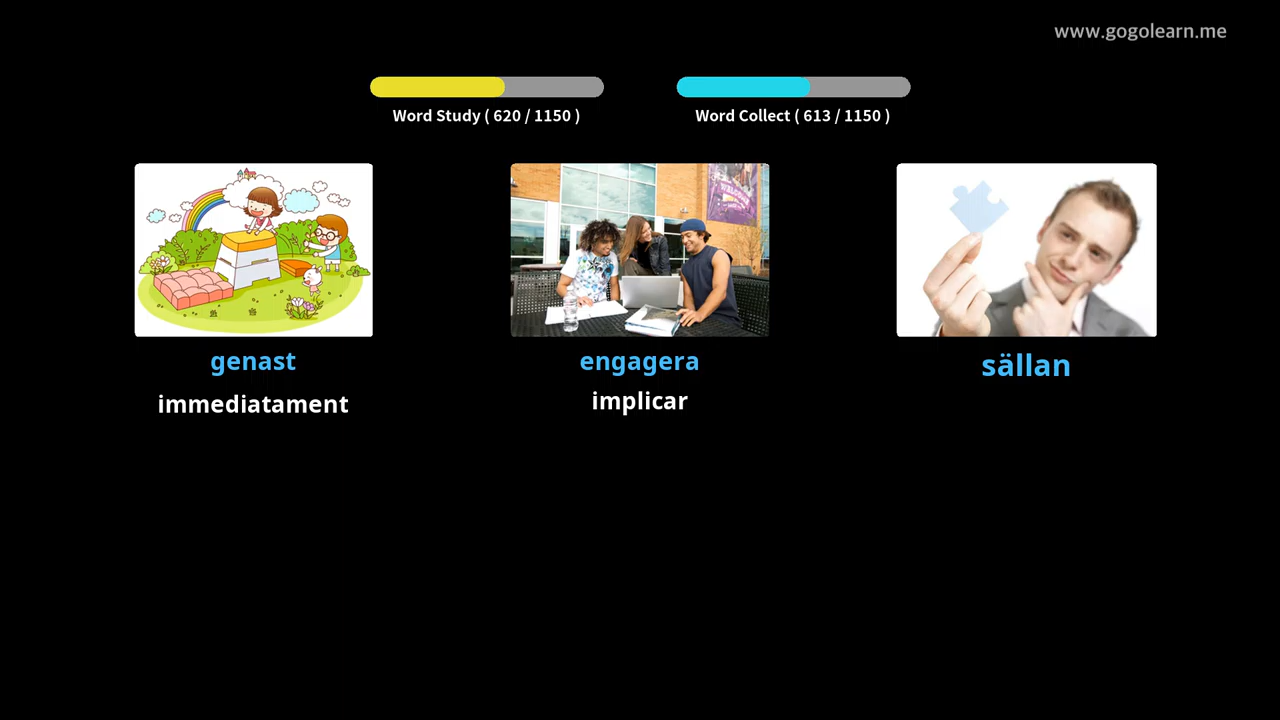 www.gogolearn.me
Word Study ( 620 / 1150 )
Word Collect ( 613 / 1150 )
genast
engagera
sällan
immediatament
implicar